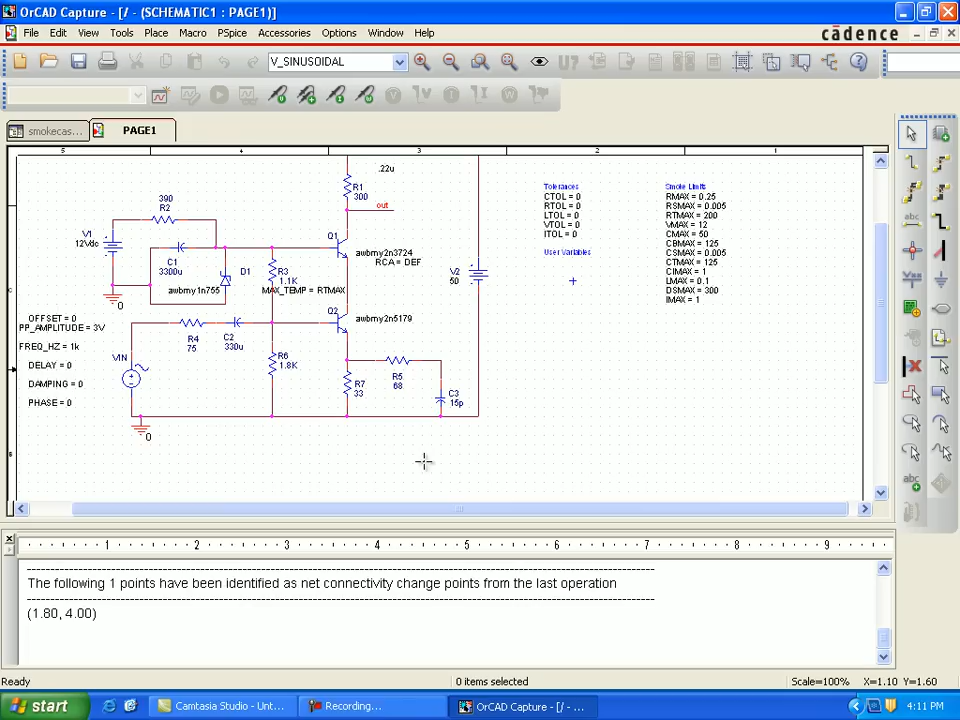 OrCAD Capture - [/ - (SCHEMATIC1 : PAGE1)]
File Edit View Tools Place Macro PSpice Accessories Options Window Help
cādence
V_SINUSOIDAL
smokecas...
PAGE1
5 4 3 2 1
.22u
R1
300
out
390
R2
V1
12Vdc
C1
3300u
D1
awbmy1n755
0
Q1
awbmy2n3724
RCA = DEF
R3
1.1K
MAX_TEMP = RTMAX
V2
50
Q2
awbmy2n5179
OFFSET = 0
PP_AMPLITUDE = 3V
FREQ_HZ = 1k
DELAY = 0
DAMPING = 0
PHASE = 0
VIN
R4
75
C2
330u
R6
1.8K
R5
68
R7
33
C3
15p
0
Tolerances
CTOL = 0
RTOL = 0
LTOL = 0
VTOL = 0
ITOL = 0
User Variables
Smoke Limits
RMAX = 0.25
RSMAX = 0.005
RTMAX = 200
VMAX = 12
CMAX = 50
CBMAX = 125
CSMAX = 0.005
CTMAX = 125
CIMAX = 1
LMAX = 0.1
DSMAX = 300
IMAX = 1
1 2 3 4 5 6 7 8 9
The following 1 points have been identified as net connectivity change points from the last operation
(1.80, 4.00)
Ready
0 items selected
Scale=100% X=1.10 Y=1.60
start
Camtasia Studio - Unt...
Recording...
OrCAD Capture - [/ - ...
4:11 PM